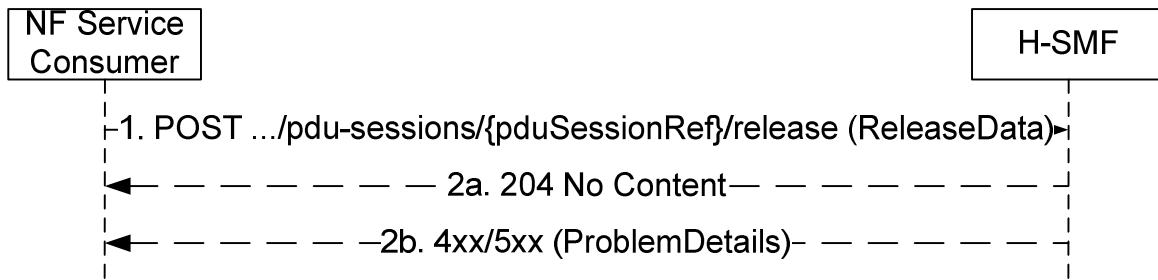 NF Service
Consumer
H-SMF
1. POST .../pdu-sessions/{pduSessionRef}/release (ReleaseData)
2a. 204 No Content
2b. 4xx/5xx (ProblemDetails)